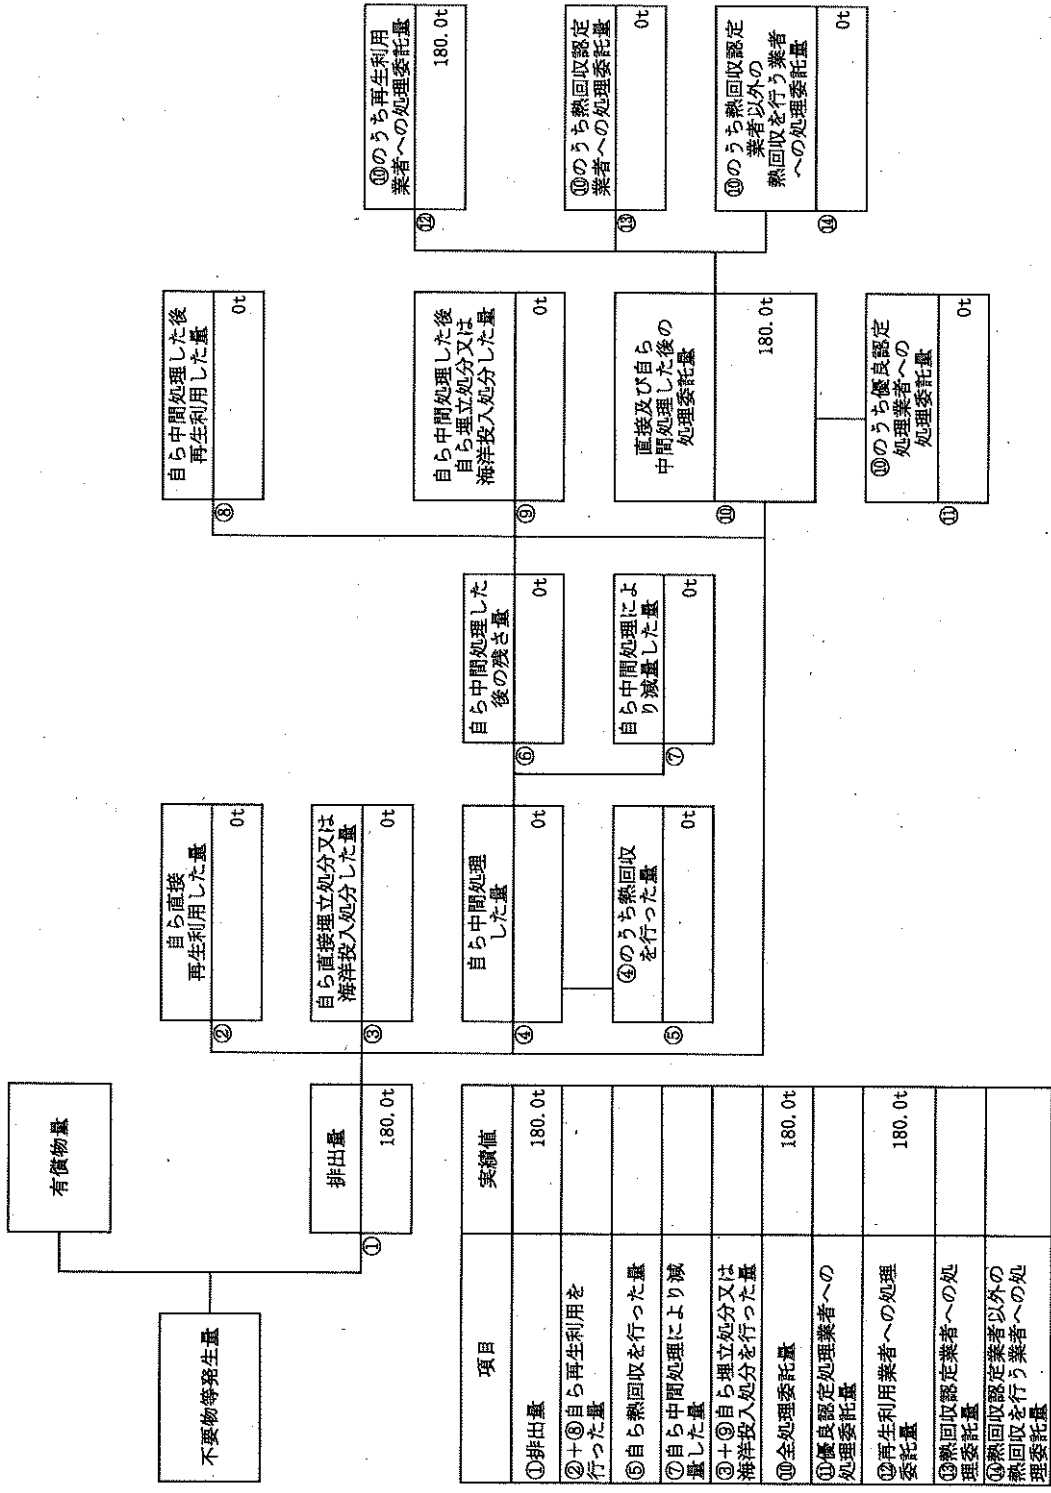 不要物等発生量
有償物量
排出量
①
180.0t
自ら直接
再生利用した量
②
0t
自ら直接埋立処分又は
海洋投入処分した量
③
0t
自ら中間処理
した量
④
0t
④のうち熱回収
を行った量
⑤
0t
自ら中間処理した
後の残さ量
⑥
0t
自ら中間処理によ
り減量した量
⑦
0t
自ら中間処理した後
再生利用した量
⑧
0t
自ら中間処理した後
自ら埋立処分又は
海洋投入処分した量
⑨
0t
直接及び自ら
中間処理した後の
処理委託量
⑩
180.0t
⑩のうち優良認定
処理業者への
処理委託量
⑪
0t
⑩のうち再生利用
業者への処理委託量
⑫
180.0t
⑩のうち熱回収認定
業者への処理委託量
⑬
0t
⑩のうち熱回収認定
業者以外の
熱回収を行う業者
への処理委託量
⑭
0t
項目
実績値
①排出量
180.0t
②+⑧自ら再生利用を
行った量
⑤自ら熱回収を行った量
⑦自ら中間処理により減
量した量
③+⑨自ら埋立処分又は
海洋投入処分を行った量
⑩全処理委託量
180.0t
⑪優良認定処理業者への
処理委託量
⑫再生利用業者への処理
委託量
180.0t
⑬熱回収認定業者への処
理委託量
⑭熱回収認定業者以外の
熱回収を行う業者への処
理委託量